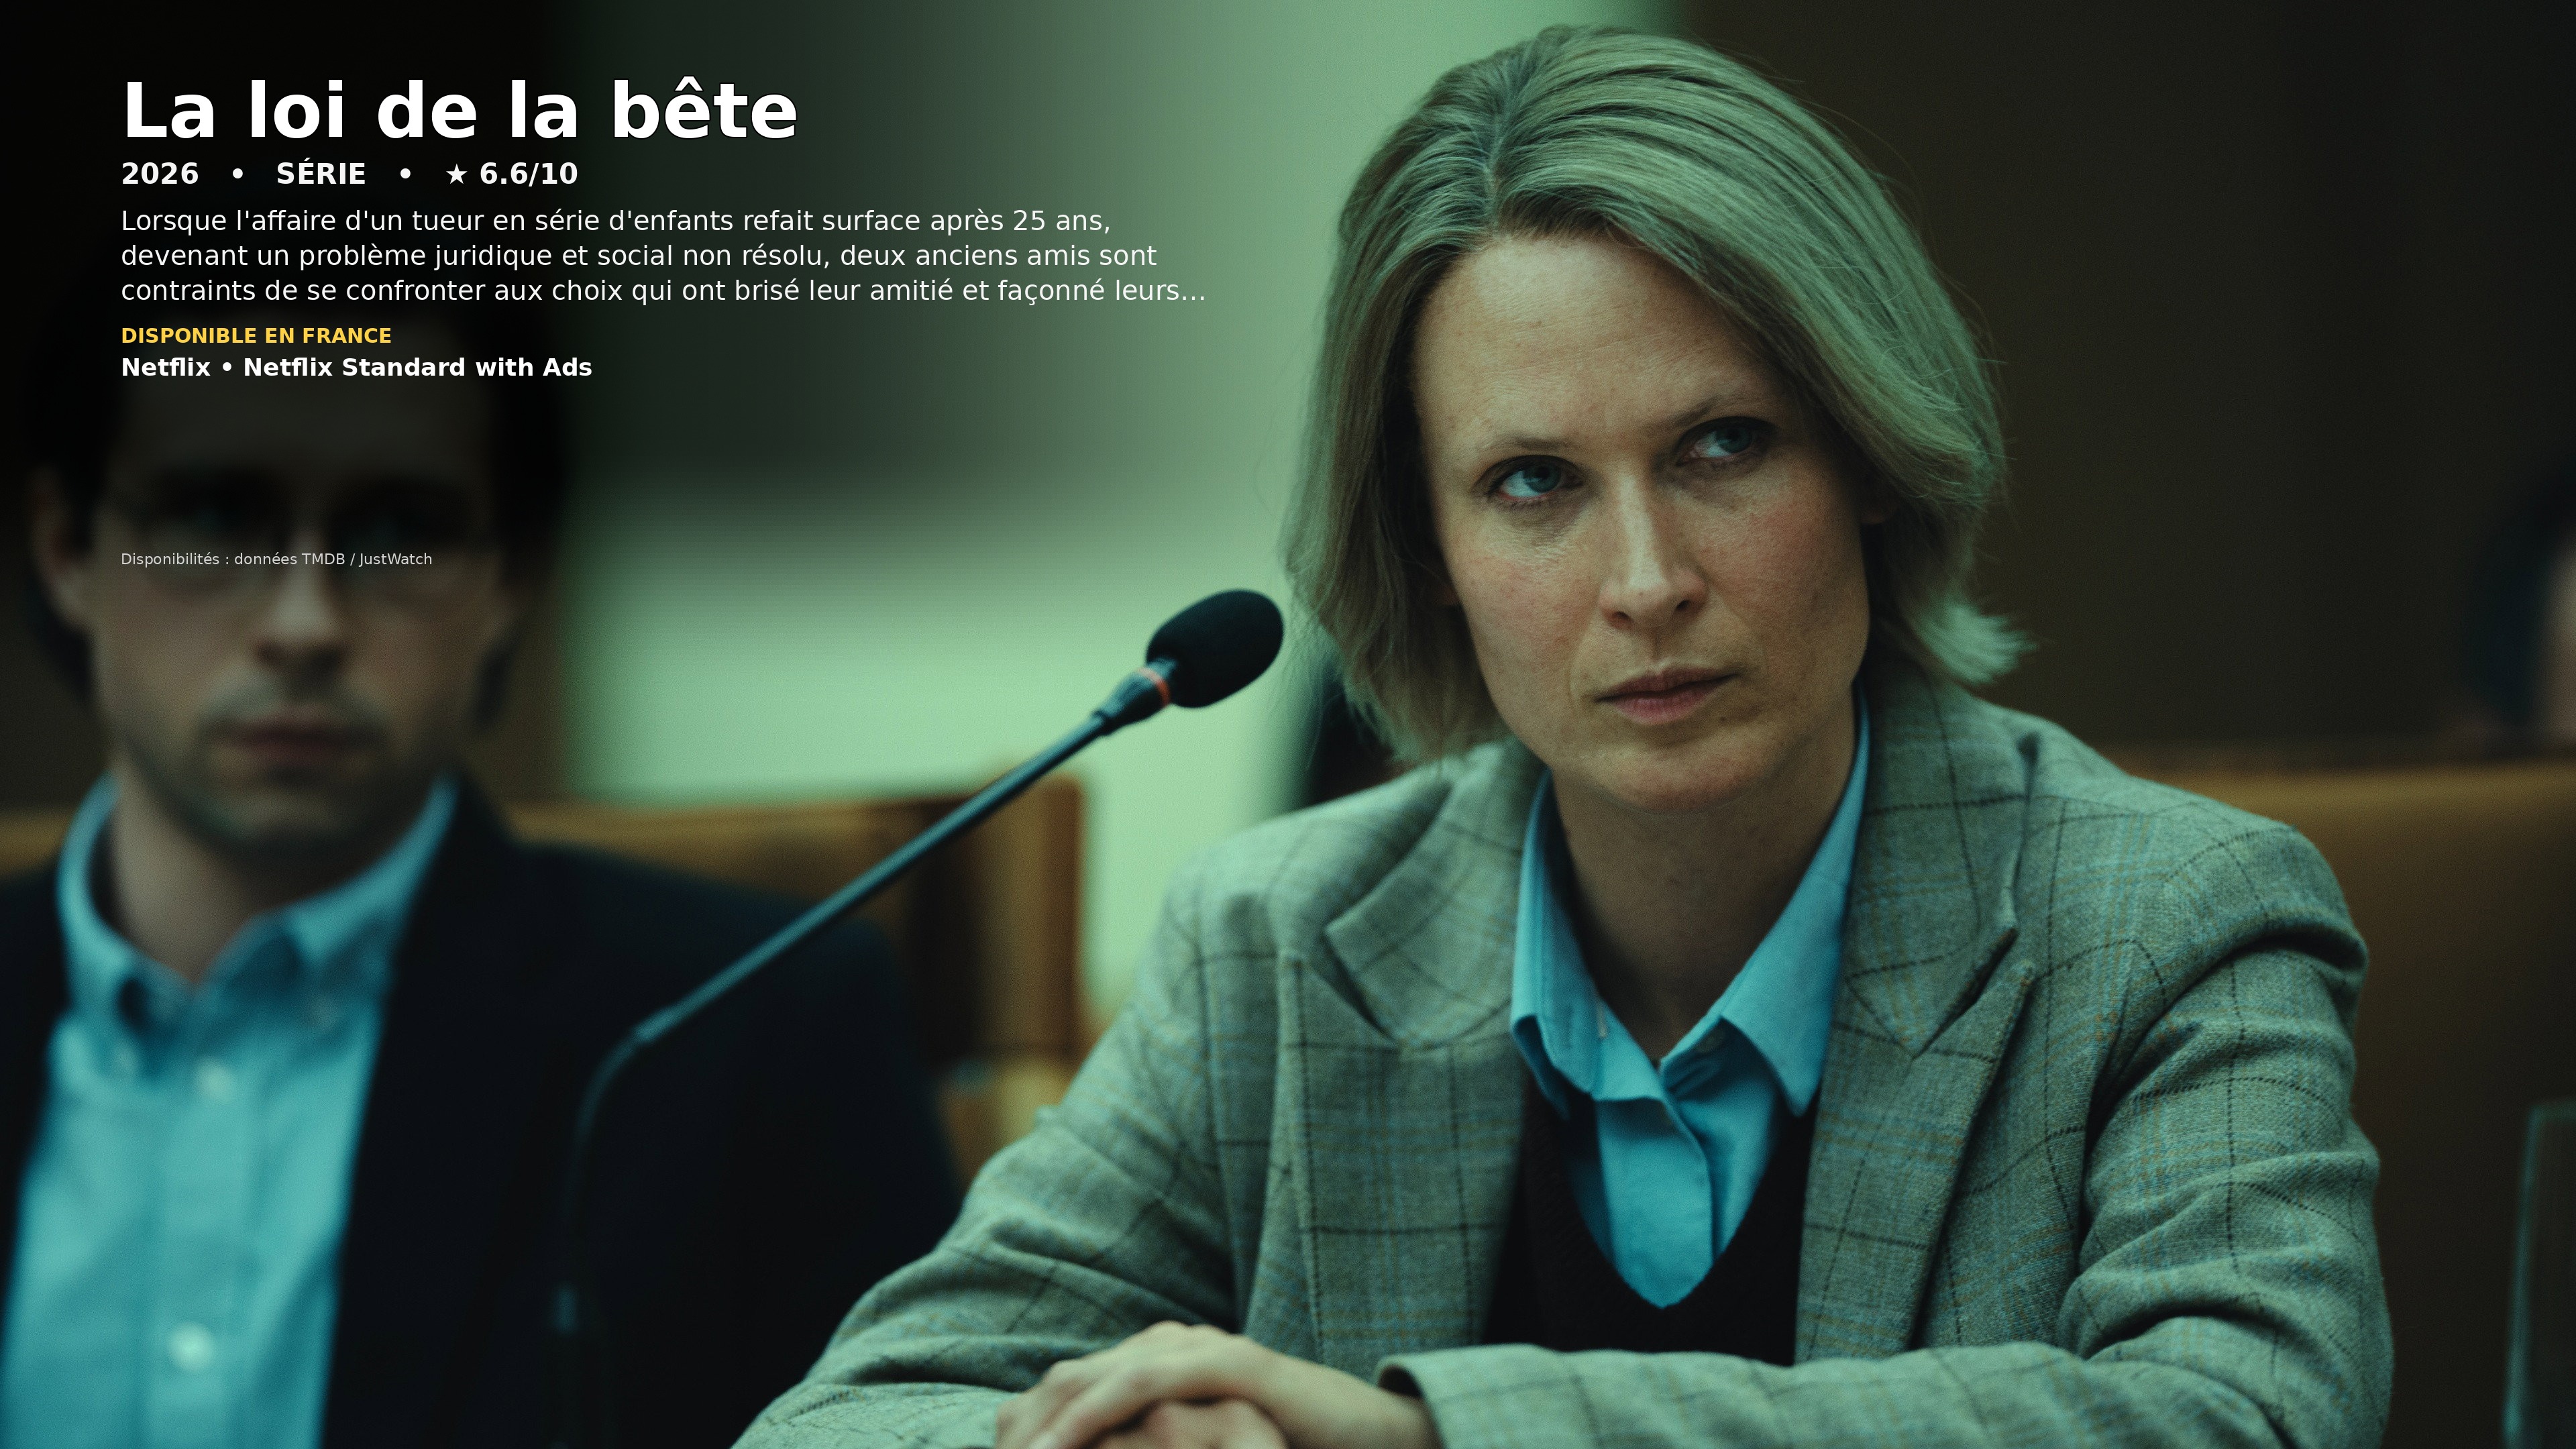 La loi de la bête
2026 • SÉRIE • ★ 6.6/10
Lorsque l'affaire d'un tueur en série d'enfants refait surface après 25 ans,
devenant un problème juridique et social non résolu, deux anciens amis sont
contraints de se confronter aux choix qui ont brisé leur amitié et façonné leurs...
DISPONIBLE EN FRANCE
Netflix • Netflix Standard with Ads
Disponibilités : données TMDB / JustWatch